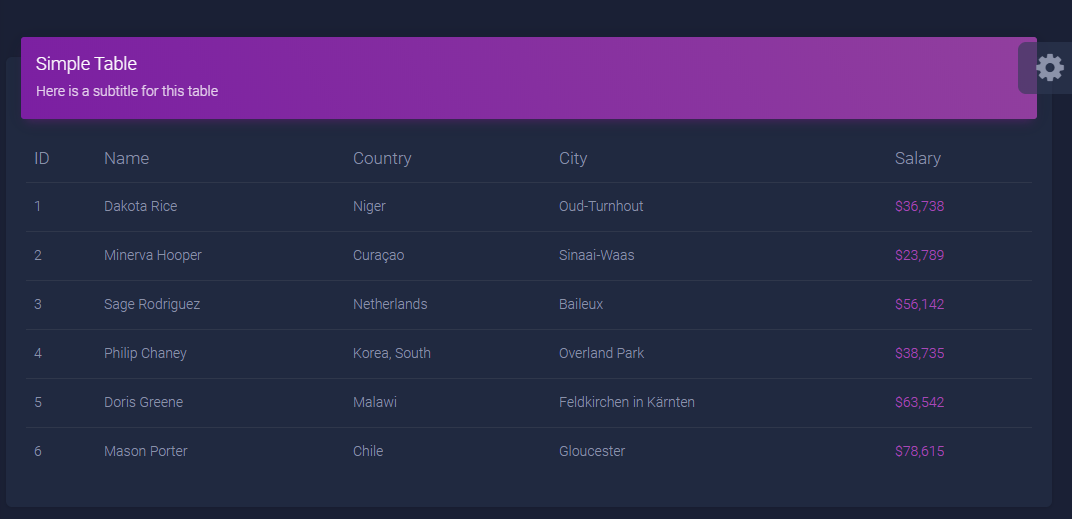 Simple Table
Here is a subtitle for this table
ID Name Country City Salary
1 Dakota Rice Niger Oud-Turnhout $36,738
2 Minerva Hooper Curaçao Sinaai-Waas $23,789
3 Sage Rodriguez Netherlands Baileux $56,142
4 Philip Chaney Korea, South Overland Park $38,735
5 Doris Greene Malawi Feldkirchen in Kärnten $63,542
6 Mason Porter Chile Gloucester $78,615